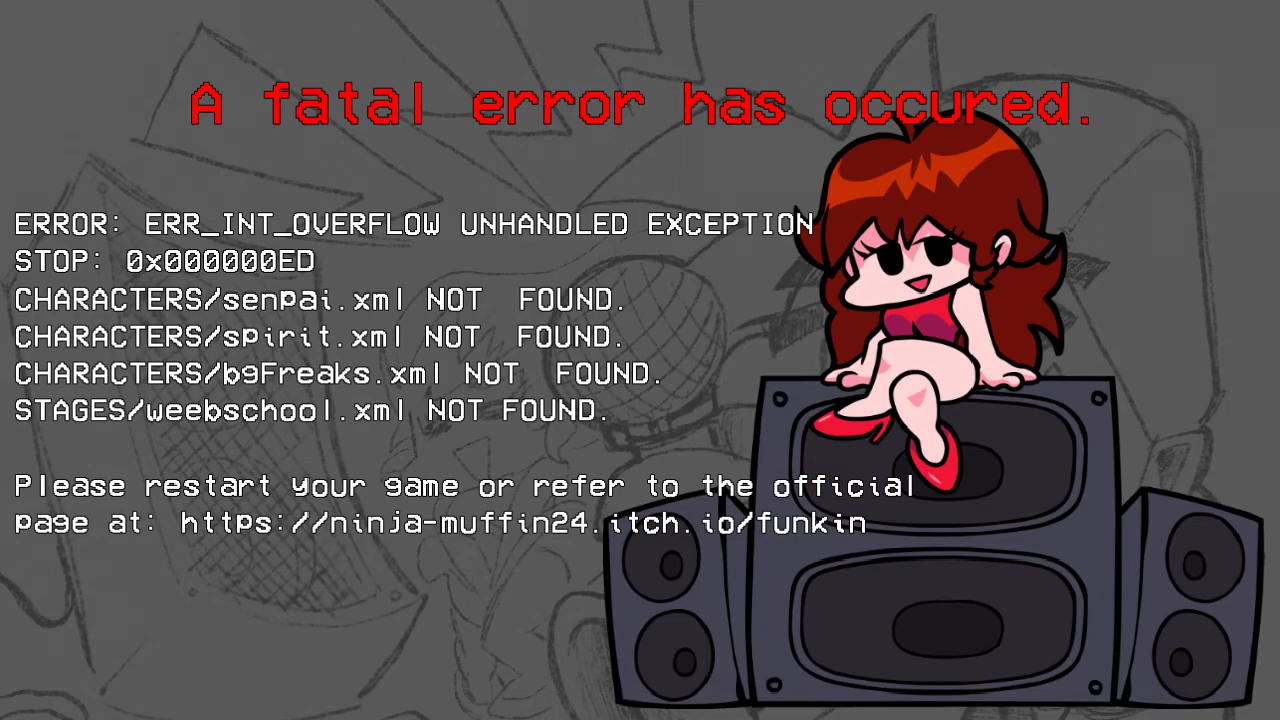 A fatal error has occured.
ERROR: ERR_INT_OVERFLOW UNHANDLED EXCEPTION
STOP: 0x000000ED
CHARACTERS/senpai.xml NOT  FOUND.
CHARACTERS/spirit.xml NOT  FOUND.
CHARACTERS/bgFreaks.xml NOT  FOUND.
STAGES/weebschool.xml NOT FOUND.
Please restart your game or refer to the official
page at: https://ninja-muffin24.itch.io/funkin